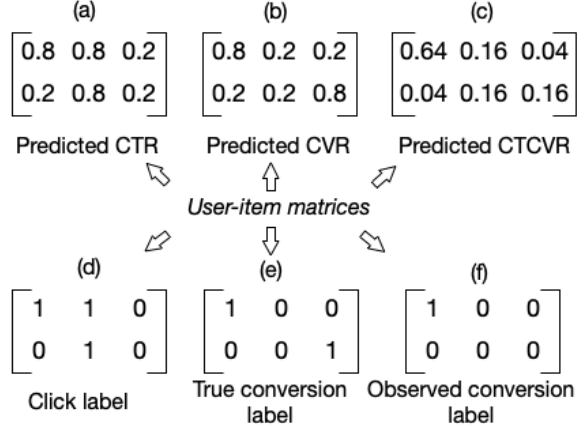 (a) (b) (c)
0.8 0.8 0.2 0.8 0.2 0.2 0.64 0.16 0.04
0.2 0.8 0.2 0.2 0.2 0.8 0.04 0.16 0.16
Predicted CTR Predicted CVR Predicted CTCVR
User-item matrices
(d) (e) (f)
1 1 0 1 0 0 1 0 0
0 1 0 0 0 1 0 0 0
Click label True conversion label Observed conversion label